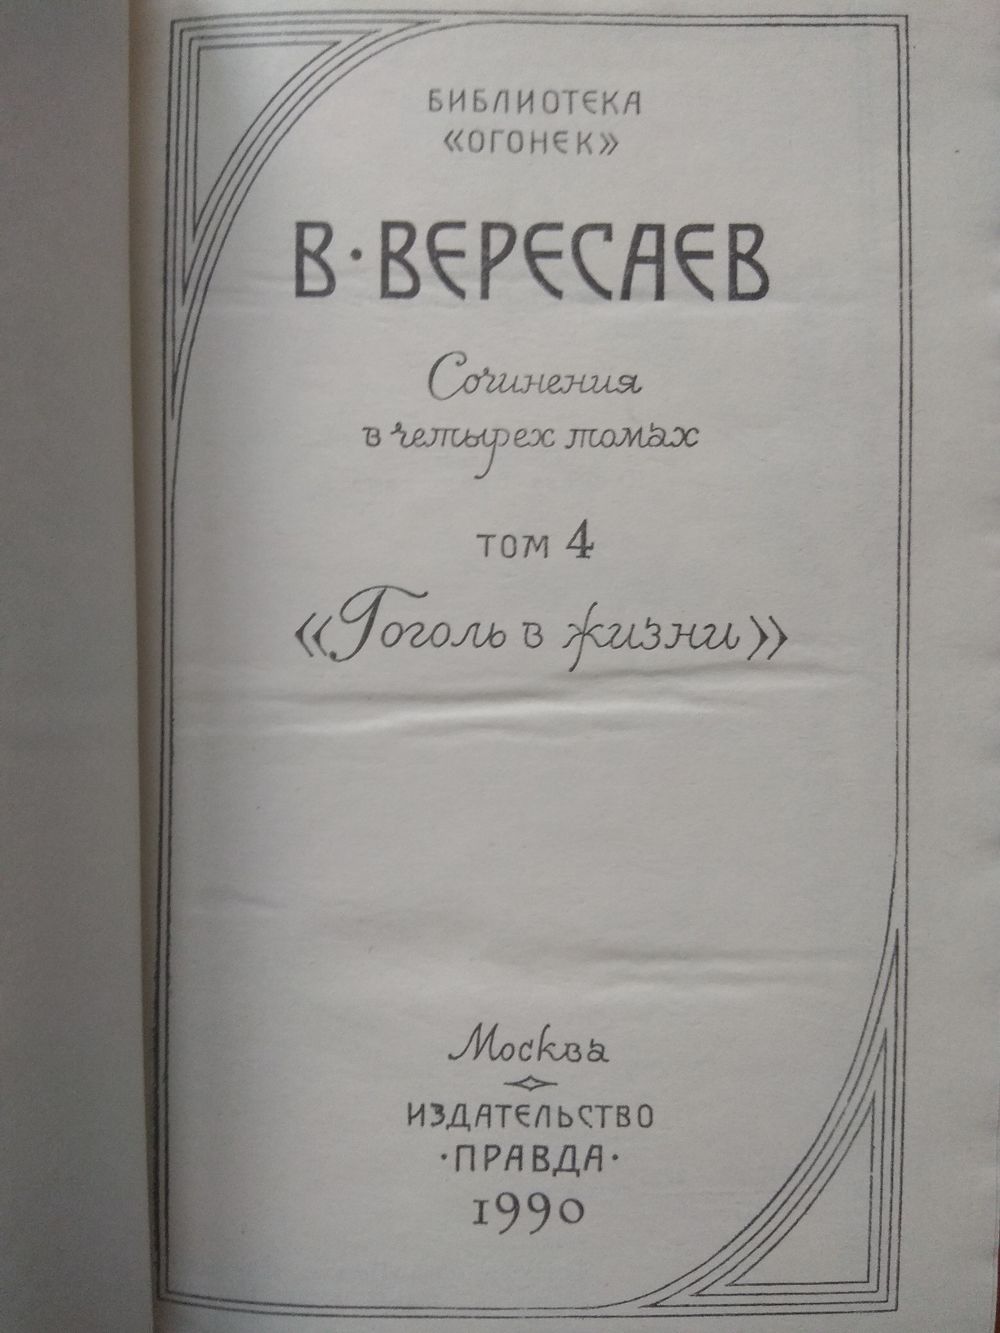 БИБЛИОТЕКА
«ОГОНЕК»
В·ВЕРЕСАЕВ
Сочинения
в четырех томах
ТОМ 4
«Гоголь в жизни»
Москва
ИЗДАТЕЛЬСТВО
·ПРАВДА·
1990